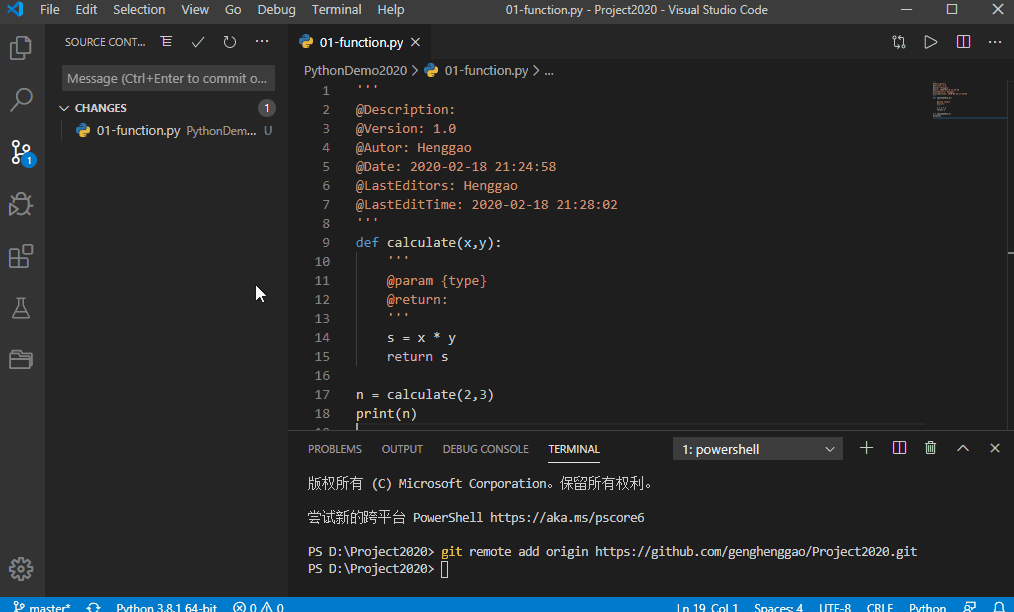 File Edit Selection View Go Debug Terminal Help 01-function.py - Project2020 - Visual Studio Code
SOURCE CONT...
Message (Ctrl+Enter to commit o...
CHANGES 1
01-function.py PythonDem... U
1
01-function.py
PythonDemo2020 > 01-function.py > ...
1 '''
2 @Description:
3 @Version: 1.0
4 @Autor: Henggao
5 @Date: 2020-02-18 21:24:58
6 @LastEditors: Henggao
7 @LastEditTime: 2020-02-18 21:28:02
8 '''
9 def calculate(x,y):
10 '''
11 @param {type}
12 @return:
13 '''
14 s = x * y
15 return s
16
17 n = calculate(2,3)
18 print(n)
19
PROBLEMS OUTPUT DEBUG CONSOLE TERMINAL 1: powershell
版权所有 (C) Microsoft Corporation。保留所有权利。
尝试新的跨平台 PowerShell https://aka.ms/pscore6
PS D:\Project2020> git remote add origin https://github.com/genghenggao/Project2020.git
PS D:\Project2020>
master* Python 3.8.1 64-bit 0 0 Ln 19, Col 1 Spaces: 4 UTF-8 CRLF Python